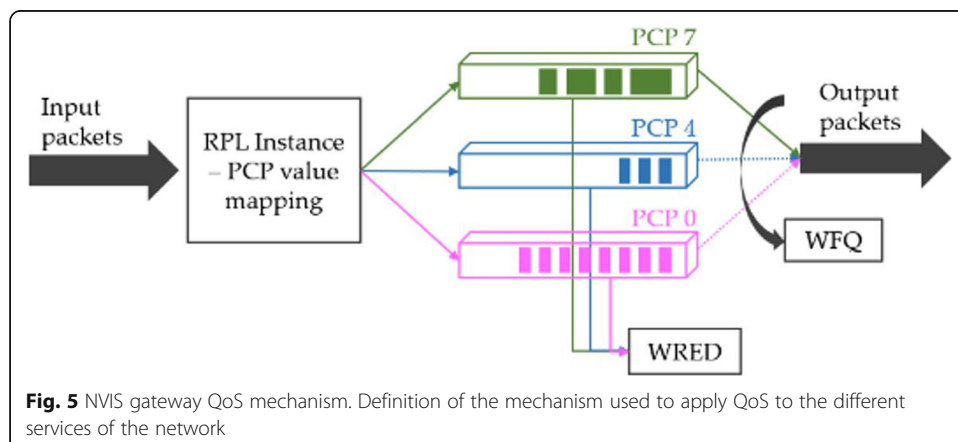 PCP 7
Input
packets
RPL Instance
– PCP value
mapping
PCP 4
Output
packets
PCP 0
WFQ
WRED
Fig. 5 NVIS gateway QoS mechanism. Definition of the mechanism used to apply QoS to the different
services of the network